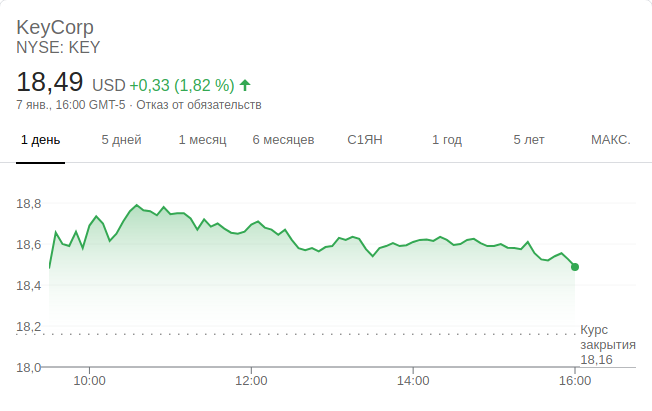 KeyCorp
NYSE: KEY
18,49 USD +0,33 (1,82 %)
7 янв., 16:00 GMT-5 · Отказ от обязательств
1 день 5 дней 1 месяц 6 месяцев С1ЯН 1 год 5 лет МАКС.
18,8
18,6
18,4
18,2
Курс
закрытия
18,16
18,0
10:00 12:00 14:00 16:00